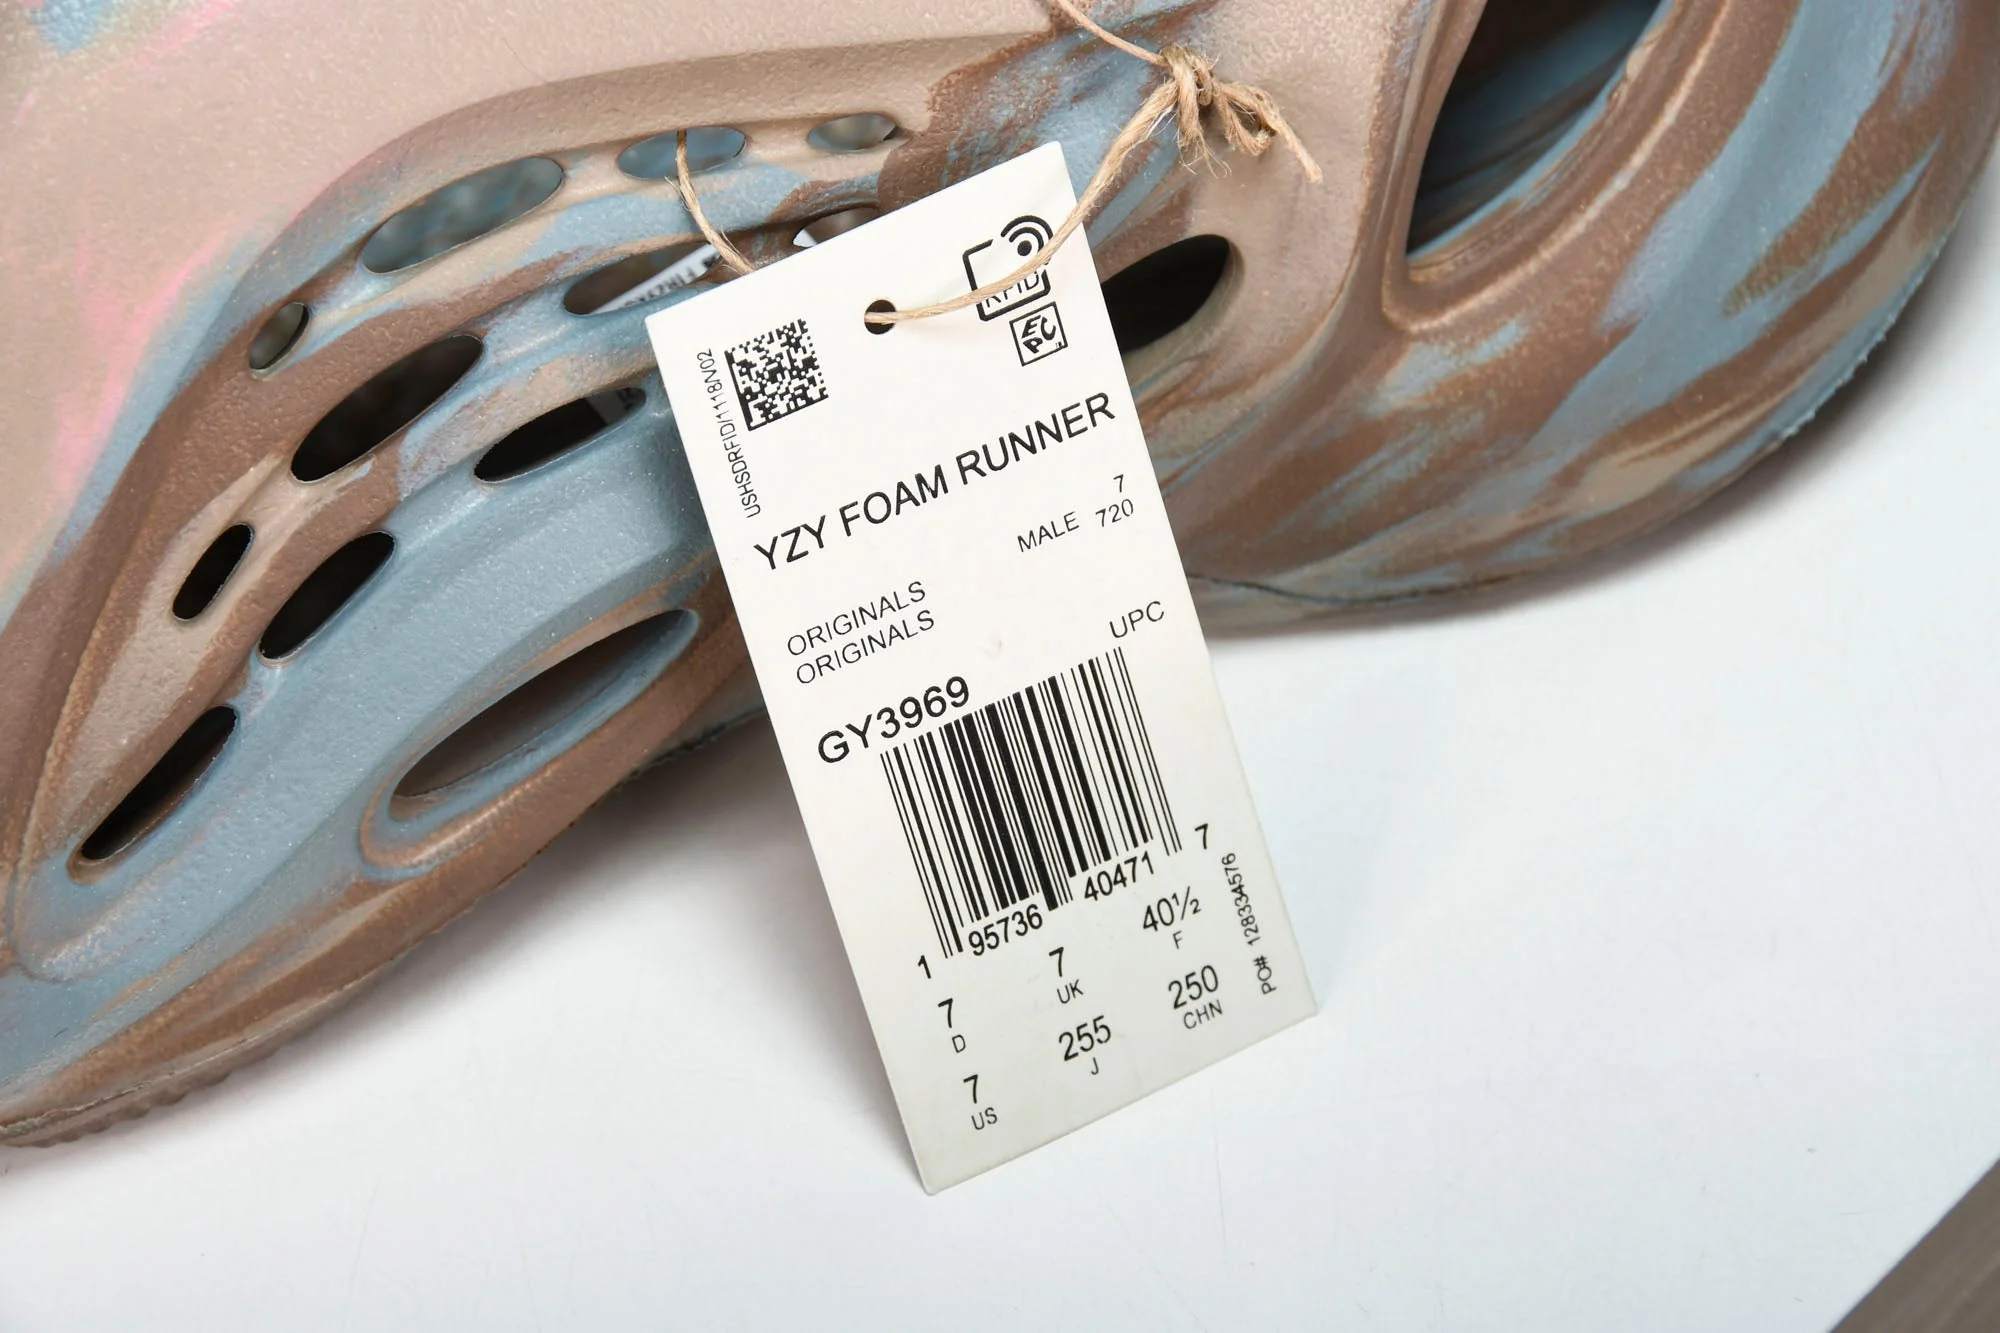 RFID
EPC
USHSDRFID/1118/V02
YZY FOAM RUNNER
7
MALE 720
ORIGINALS
ORIGINALS
UPC
GY3969
1 95736 40471 7
7
D
7
UK
40½
F
7
US
255
J
250
CHN
PO# 128334576